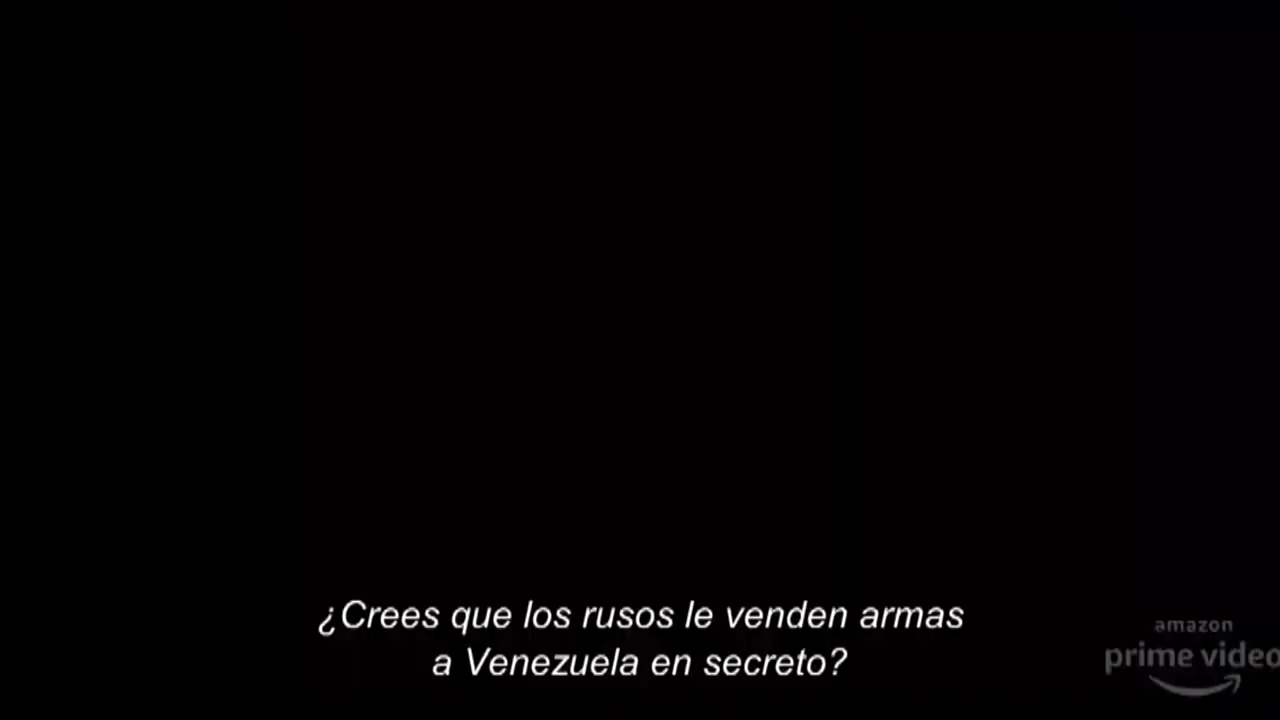 ¿Crees que los rusos le venden armas
a Venezuela en secreto?
amazon
prime video